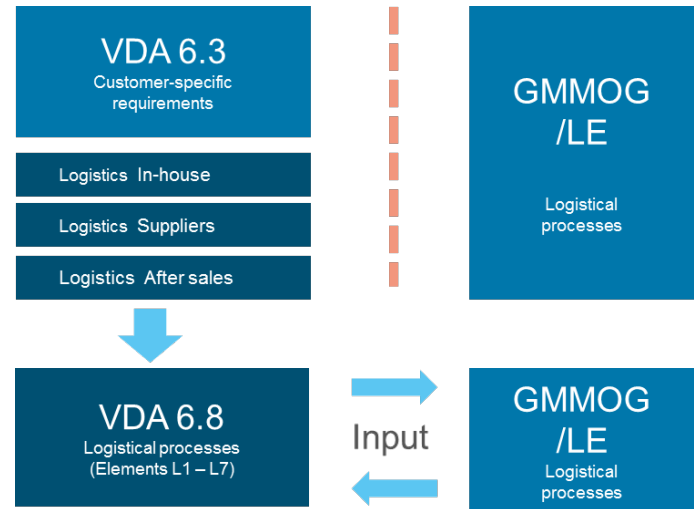 VDA 6.3
Customer-specific
requirements
Logistics In-house
Logistics Suppliers
Logistics After sales
GMMOG
/LE
Logistical
processes
VDA 6.8
Logistical processes
(Elements L1 – L7)
Input
GMMOG
/LE
Logistical
processes